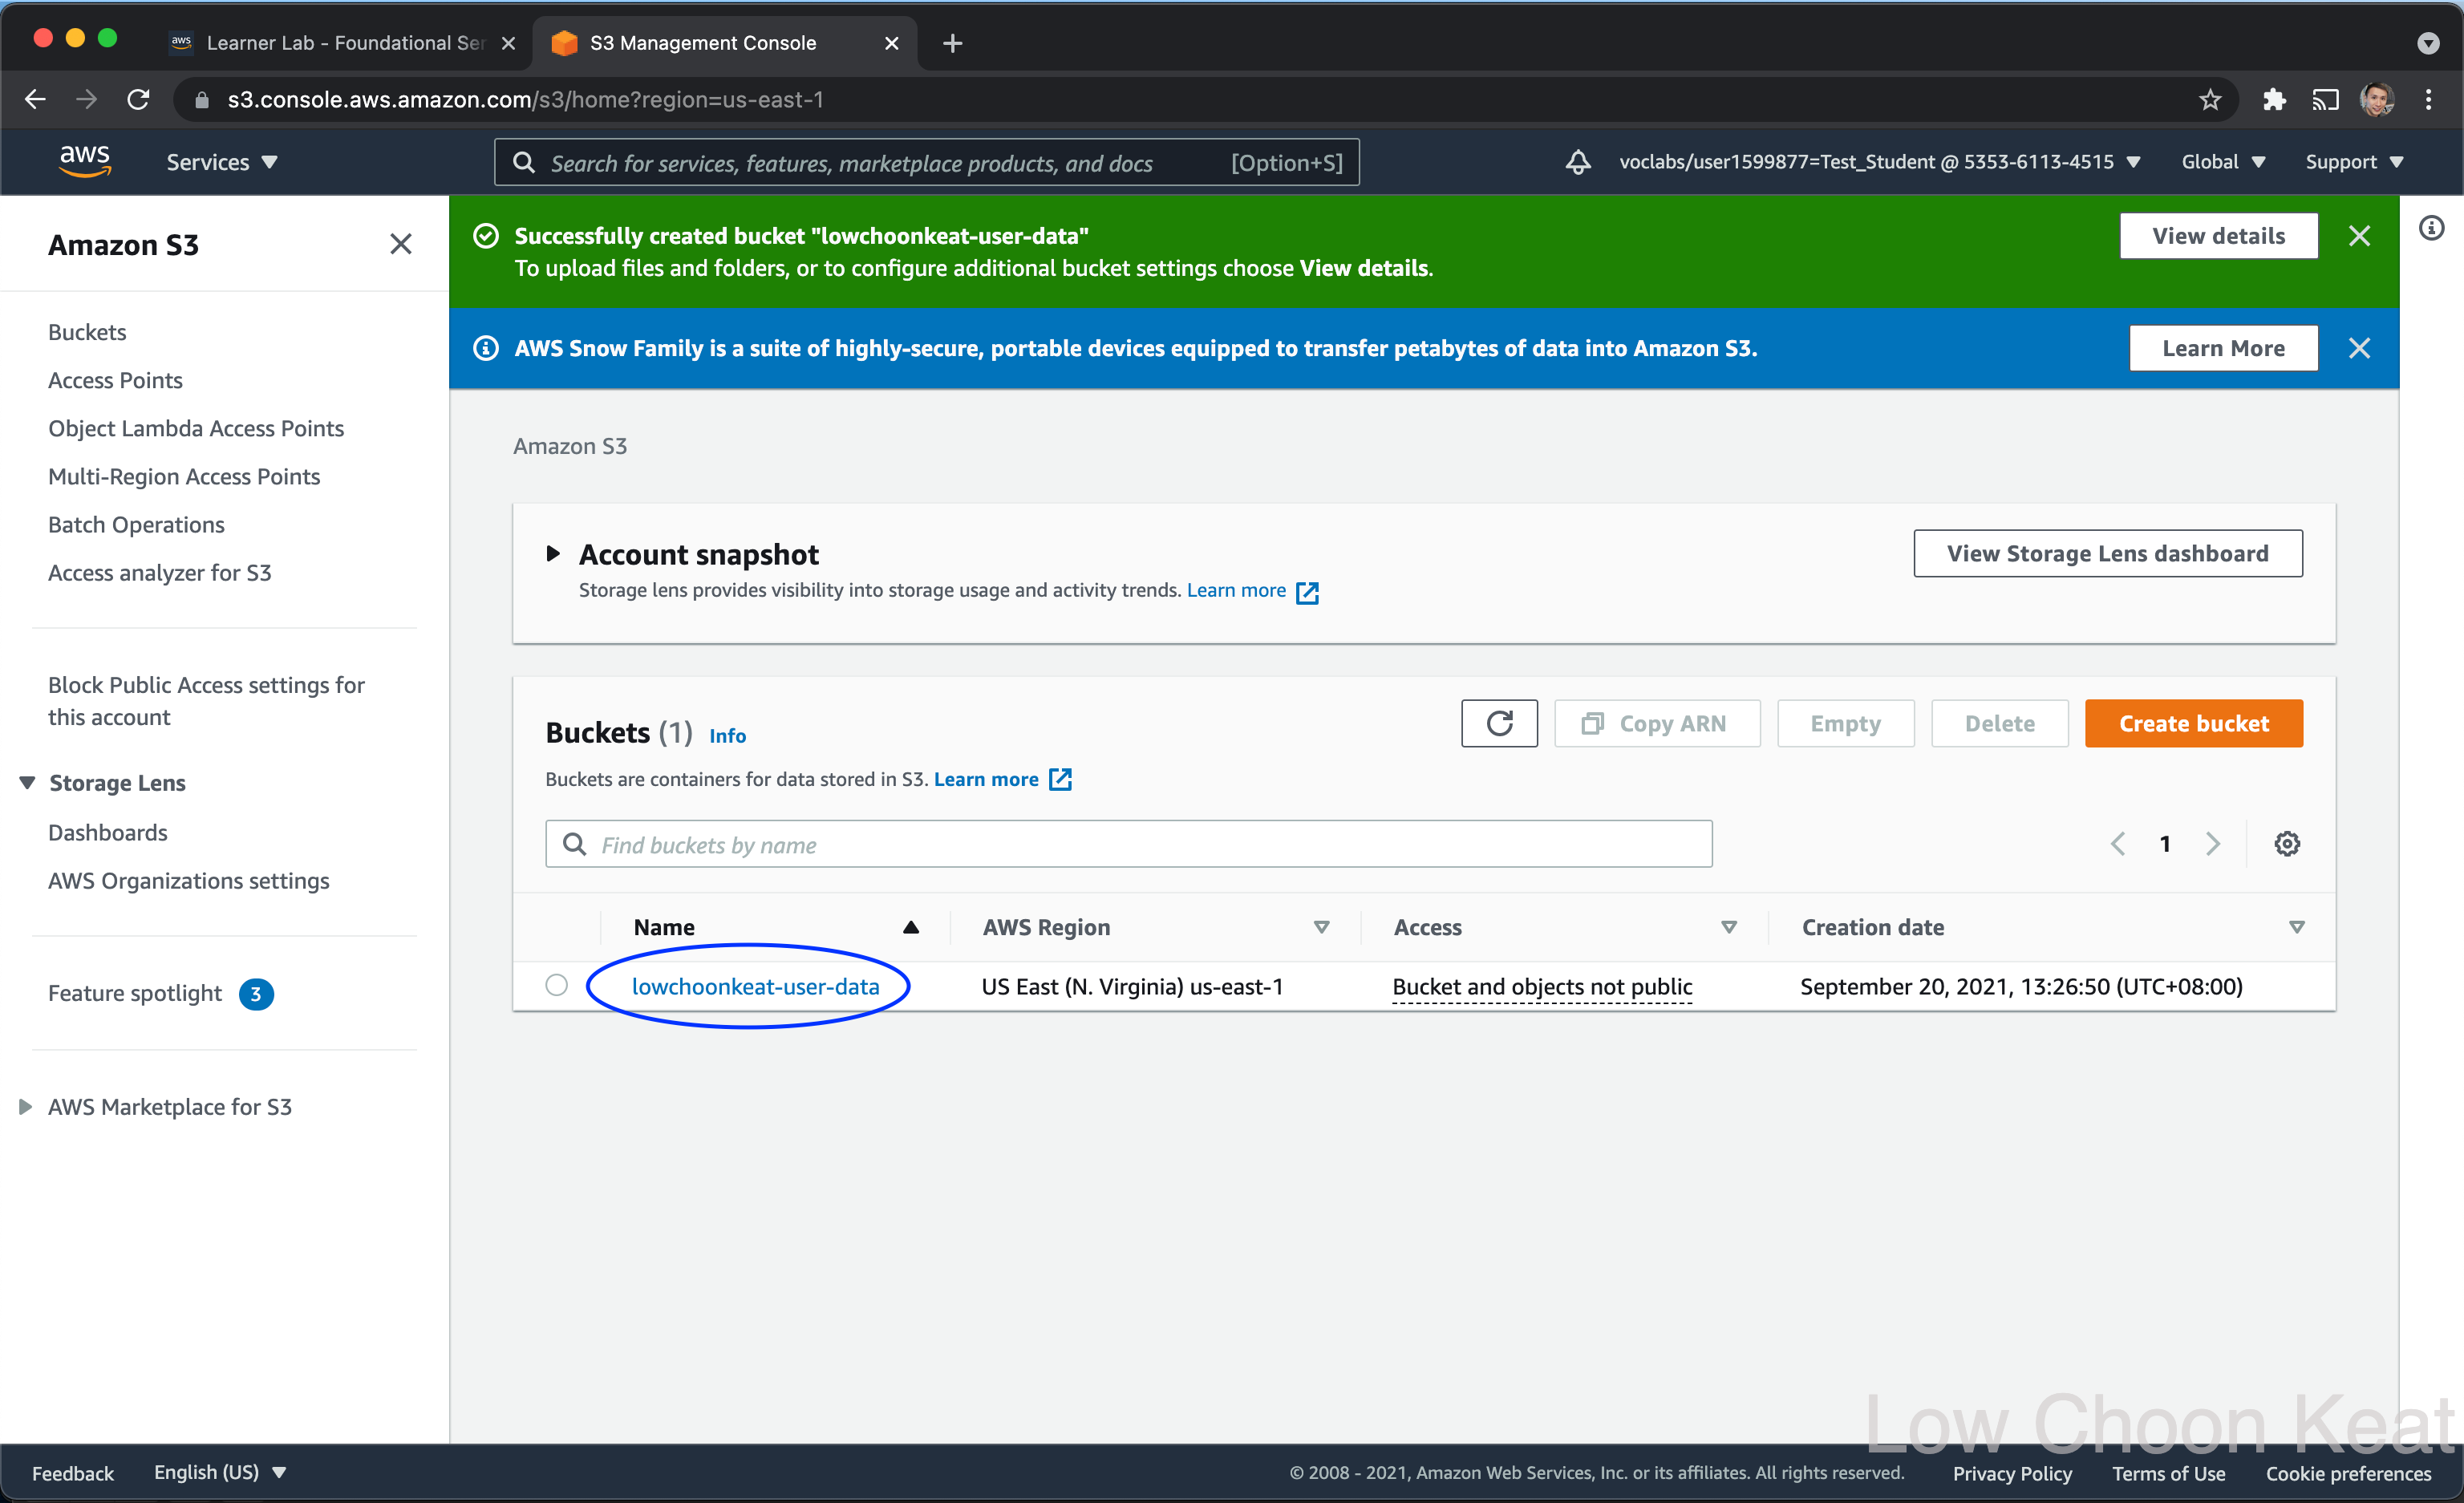 aws Learner Lab - Foundational Ser
S3 Management Console
s3.console.aws.amazon.com/s3/home?region=us-east-1
aws
Services
Search for services, features, marketplace products, and docs [Option+S]
voclabs/user1599877=Test_Student @ 5353-6113-4515
Global
Support
Amazon S3
Buckets
Access Points
Object Lambda Access Points
Multi-Region Access Points
Batch Operations
Access analyzer for S3
Block Public Access settings for
this account
Storage Lens
Dashboards
AWS Organizations settings
Feature spotlight 3
AWS Marketplace for S3
Successfully created bucket "lowchoonkeat-user-data"
To upload files and folders, or to configure additional bucket settings choose View details.
View details
AWS Snow Family is a suite of highly-secure, portable devices equipped to transfer petabytes of data into Amazon S3.
Learn More
Amazon S3
Account snapshot
Storage lens provides visibility into storage usage and activity trends. Learn more
View Storage Lens dashboard
Buckets (1) Info
Buckets are containers for data stored in S3. Learn more
Copy ARN
Empty
Delete
Create bucket
Find buckets by name
1
Name AWS Region Access Creation date
lowchoonkeat-user-data US East (N. Virginia) us-east-1 Bucket and objects not public September 20, 2021, 13:26:50 (UTC+08:00)
Low Choon Keat
Feedback English (US) © 2008 - 2021, Amazon Web Services, Inc. or its affiliates. All rights reserved. Privacy Policy Terms of Use Cookie preferences